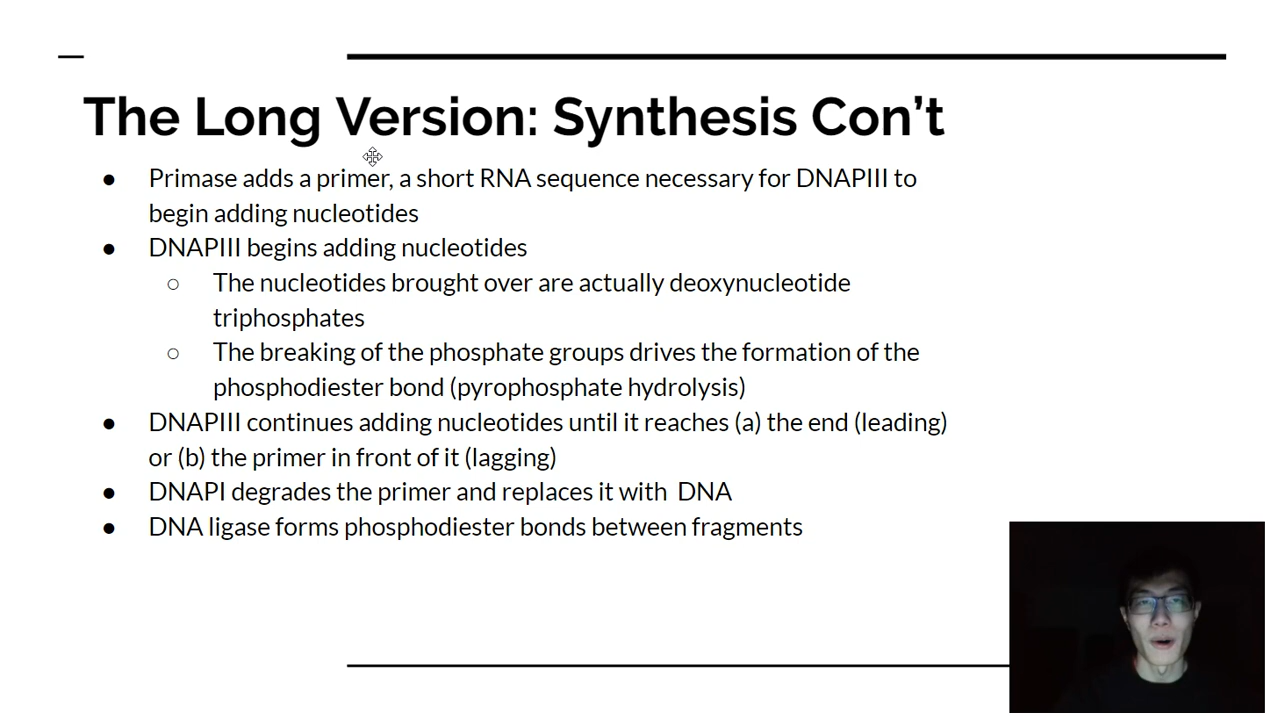 The Long Version: Synthesis Con’t
● Primase adds a primer, a short RNA sequence necessary for DNAPIII to
begin adding nucleotides
● DNAPIII begins adding nucleotides
○ The nucleotides brought over are actually deoxynucleotide
triphosphates
○ The breaking of the phosphate groups drives the formation of the
phosphodiester bond (pyrophosphate hydrolysis)
● DNAPIII continues adding nucleotides until it reaches (a) the end (leading)
or (b) the primer in front of it (lagging)
● DNAPI degrades the primer and replaces it with  DNA
● DNA ligase forms phosphodiester bonds between fragments